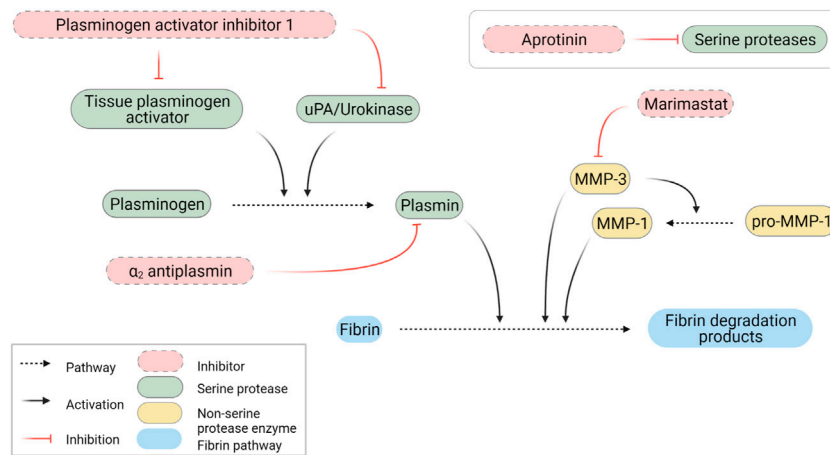 Plasminogen activator inhibitor 1
Aprotinin
Serine proteases
Tissue plasminogen
activator
uPA/Urokinase
Marimastat
MMP-3
Plasminogen
Plasmin
MMP-1
pro-MMP-1
α₂ antiplasmin
Fibrin
Fibrin degradation
products
Pathway
Activation
Inhibition
Inhibitor
Serine protease
Non-serine
protease enzyme
Fibrin pathway